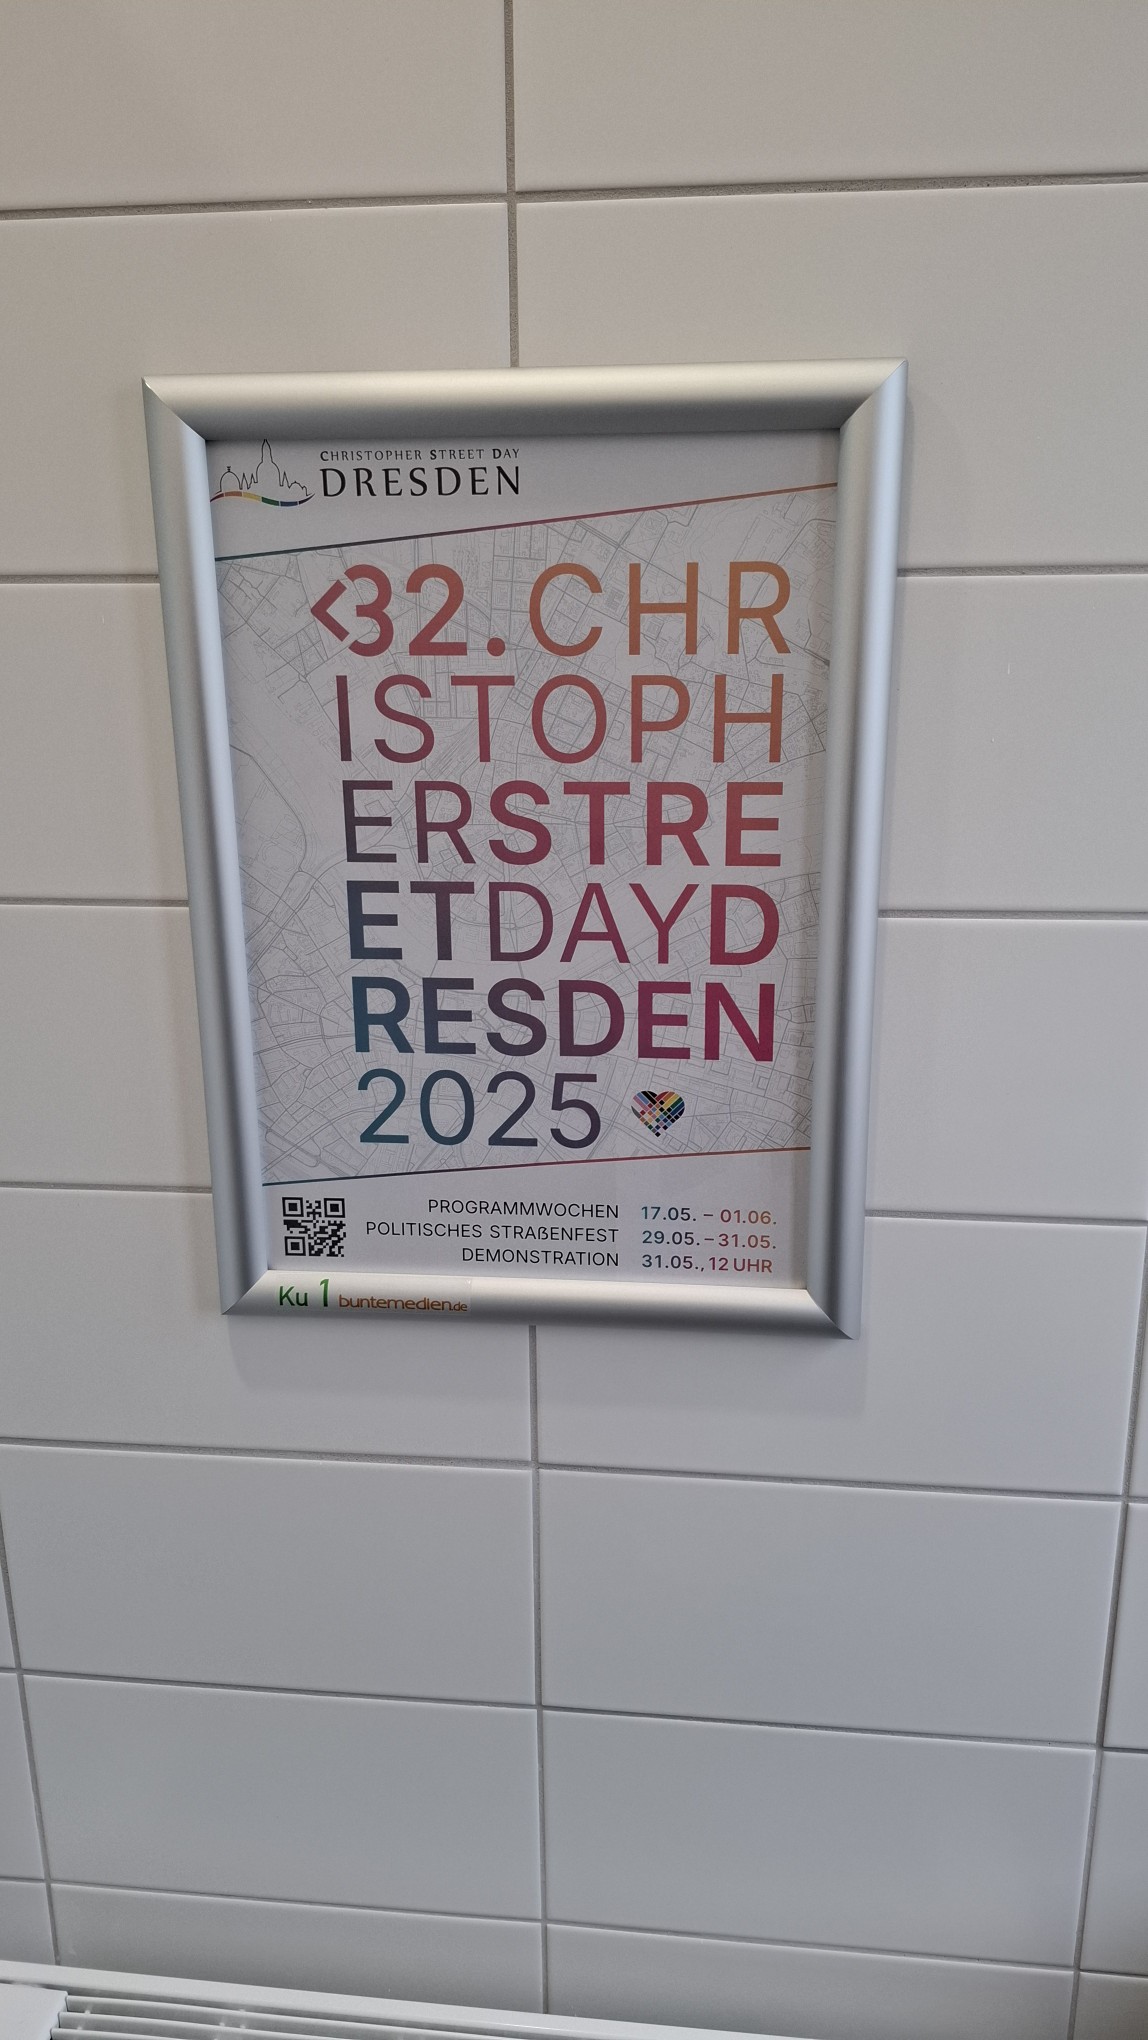 CHRISTOPHER STREET DAY
DRESDEN
<32. CHR
ISTOPH
ERSTRE
ETDAYD
RESDEN
2025
PROGRAMMWOCHEN 17.05. – 01.06.
POLITISCHES STRAßENFEST 29.05. – 31.05.
DEMONSTRATION 31.05., 12 UHR
Ku 1 buntemedien.de